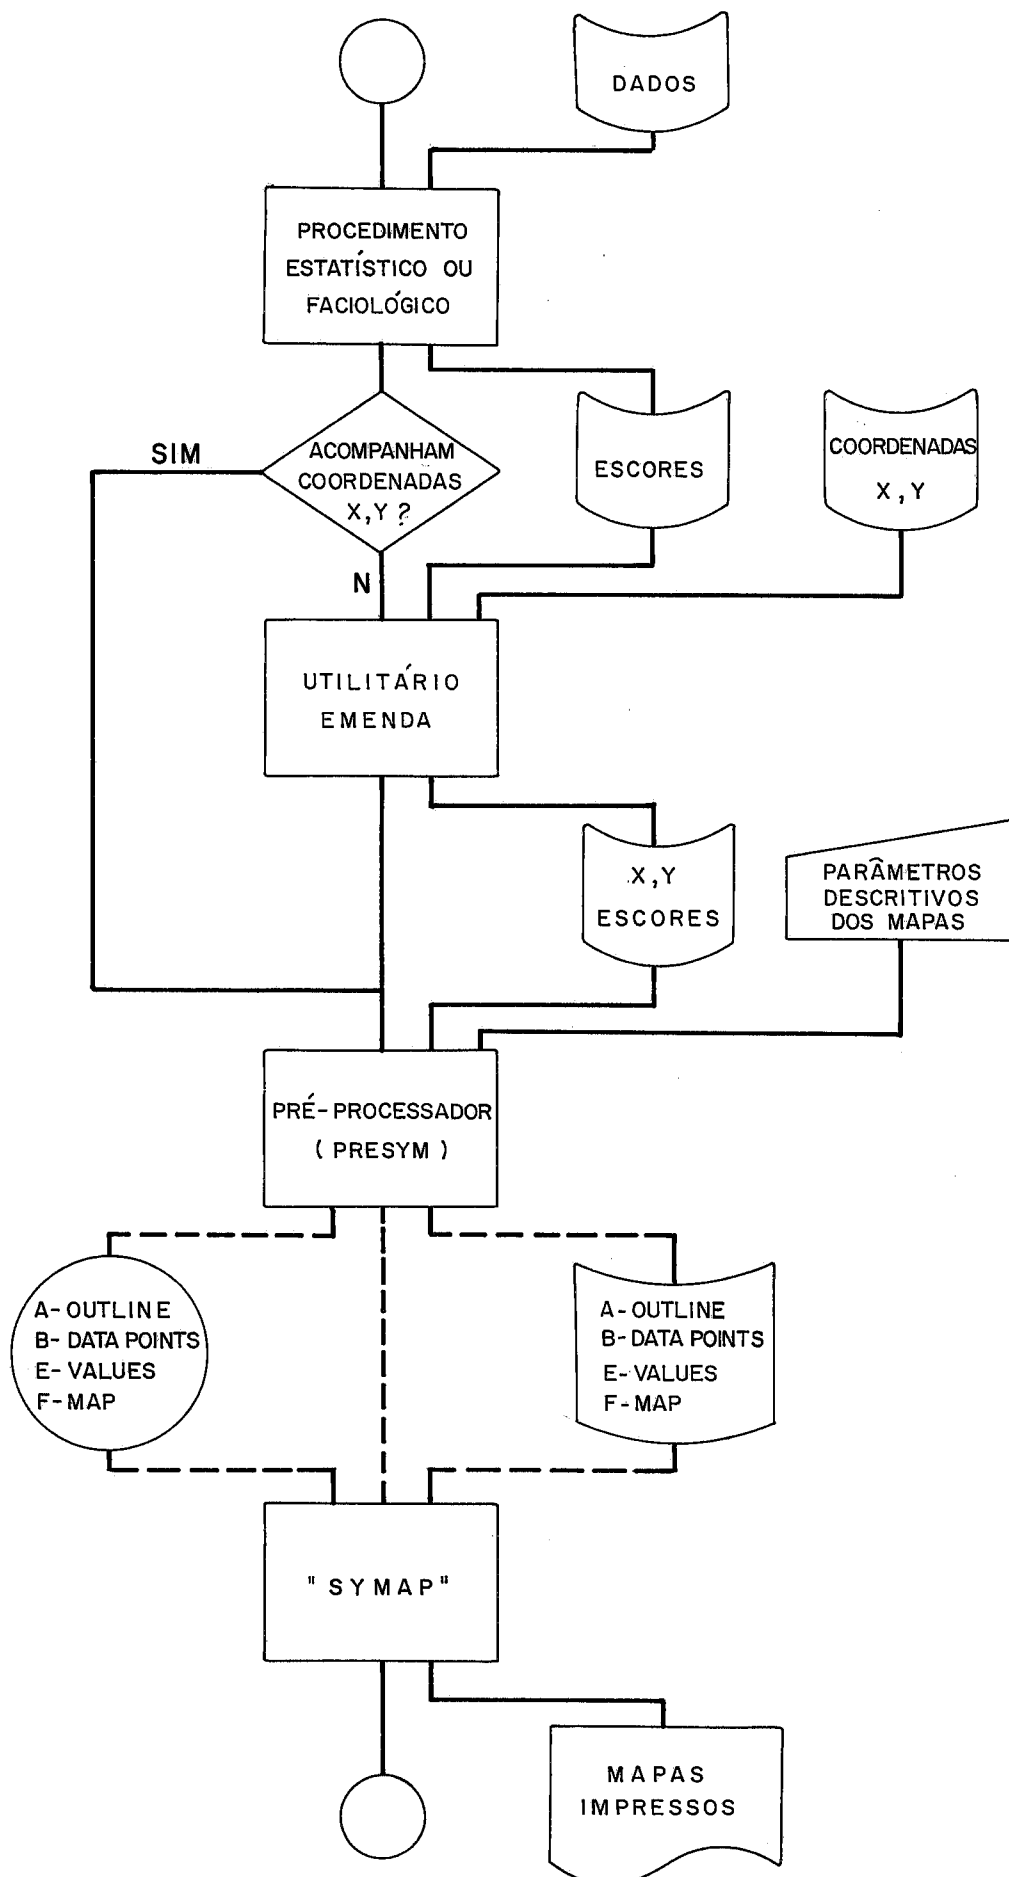 DADOS
PROCEDIMENTO
ESTATÍSTICO OU
FACIOLÓGICO
SIM
ACOMPANHAM
COORDENADAS
X,Y ?
ESCORES
COORDENADAS
X, Y
N
UTILITÁRIO
EMENDA
X,Y
ESCORES
PARÂMETROS
DESCRITIVOS
DOS MAPAS
PRÉ-PROCESSADOR
( PRESYM )
A- OUTLINE
B- DATA POINTS
E- VALUES
F- MAP
A- OUTLINE
B- DATA POINTS
E- VALUES
F- MAP
" SYMAP "
MAPAS
IMPRESSOS